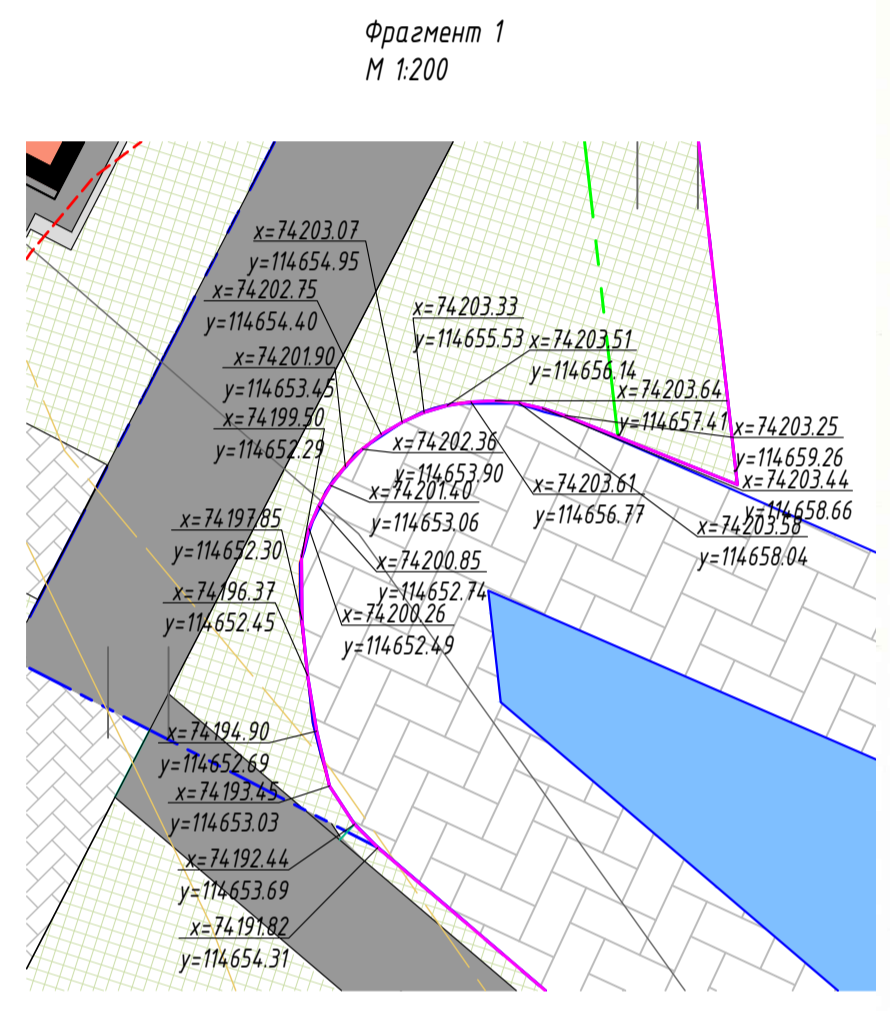 Фрагмент 1
М 1:200
x=74203.07
y=114654.95
x=74202.75
y=114654.40
x=74203.33
y=114655.53
x=74203.51
y=114656.14
x=74201.90
y=114653.45
x=74203.64
y=114657.41
x=74199.50
y=114652.29
x=74203.25
y=114659.26
x=74202.36
y=114653.90
x=74203.44
y=114658.66
x=74203.61
y=114656.77
x=74201.40
y=114653.06
x=74203.58
y=114658.04
x=74197.85
y=114652.30
x=74200.85
y=114652.74
x=74196.37
y=114652.45
x=74200.26
y=114652.49
x=74194.90
y=114652.69
x=74193.45
y=114653.03
x=74192.44
y=114653.69
x=74191.82
y=114654.31